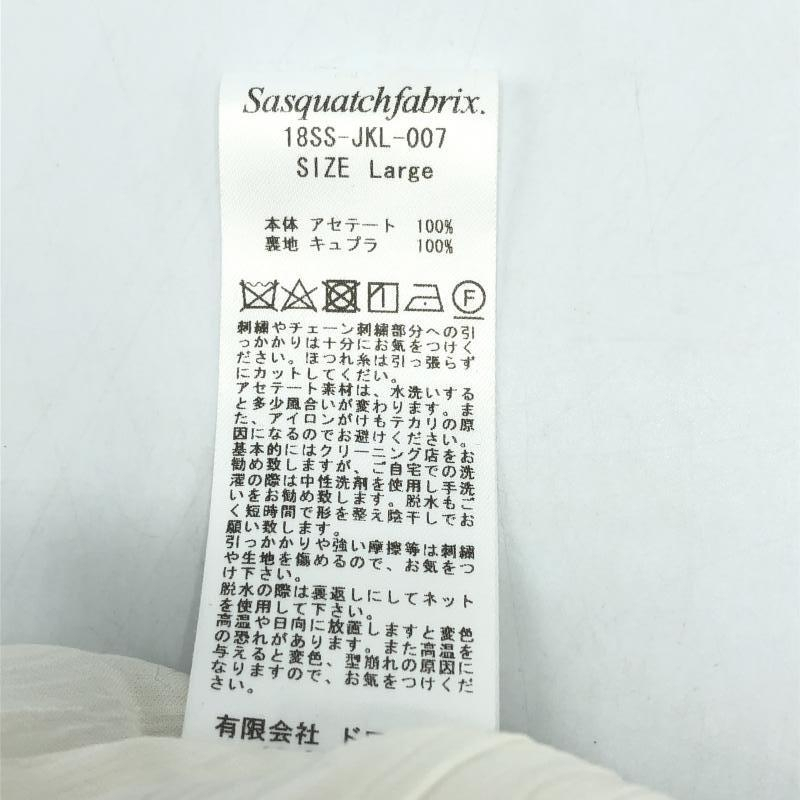 Sasquatchfabrix.
18SS-JKL-007
SIZE Large
本体 アセテート 100%
裏地 キュプラ 100%
F
刺繍やチェーン刺繍部分への引
っかかりは十分にお気をつけく
ださい。ほつれ糸は引っ張らず
にカットしてください。
アセテート素材は、水洗いする
と多少風合いが変わります。ま
た、アイロンがけもテカリの原
因になるのでお避けください。
基本的にはクリーニング店をお
勧め致しますが、ご自宅での洗
濯の際は中性洗剤を使用し手洗
いをお勧め致します。脱水もご
く短時間で形を整え陰干しでお
願い致します。
引っかかりや強い摩擦等は刺繍
や生地を傷めるので、お気をつ
け下さい。
脱水の際は裏返しにしてネット
を使用して下さい。
高温や日向に放置しますと変色
の恐れがあります。また高温を
与えると変色、型崩れの原因に
なりますので、お気をつけくだ
さい。
有限会社